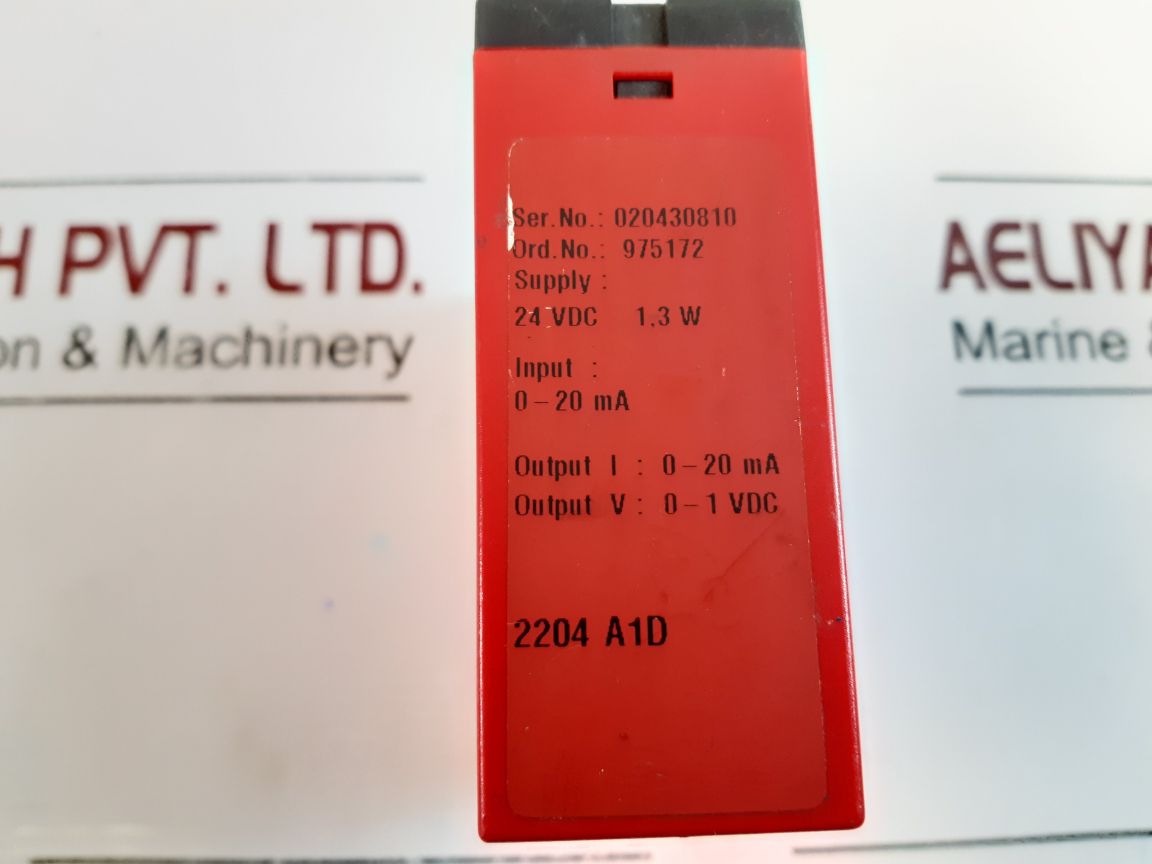 Ser.No.: 020430810
Ord.No.: 975172
Supply :
24 VDC 1,3 W
Input :
0-20 mA
Output I : 0-20 mA
Output V : 0-1 VDC
2204 A1D
H PVT. LTD.
on & Machinery
AELIYA
Marine &